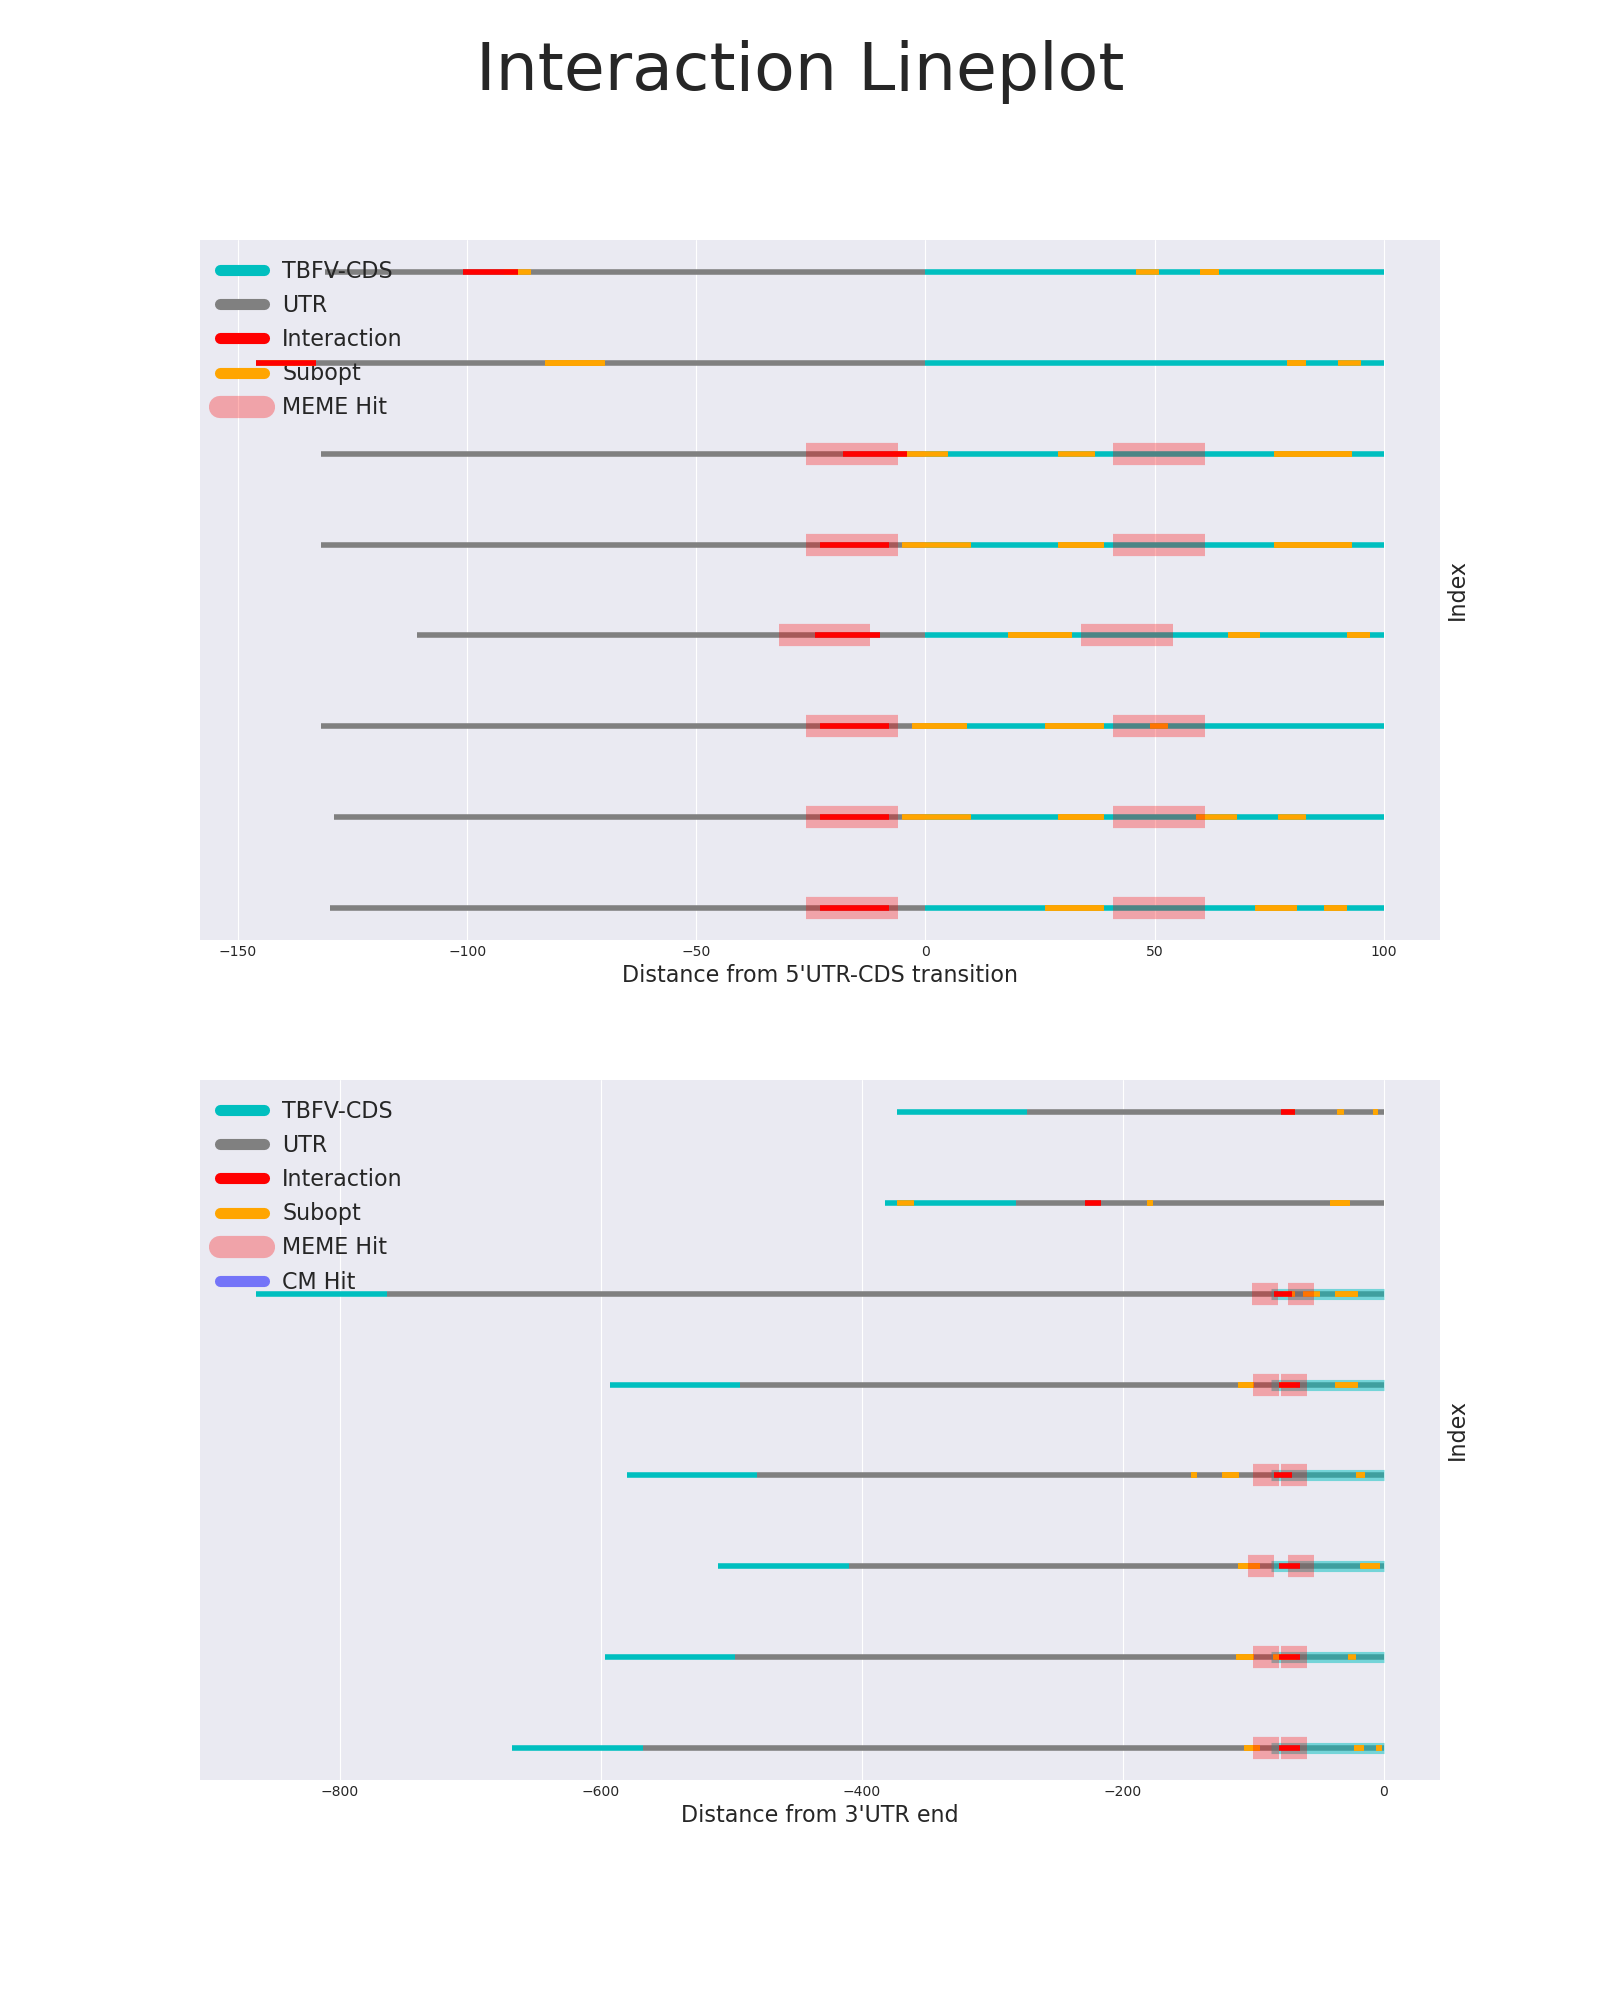 Interaction Lineplot
TBFV-CDS
UTR
Interaction
Subopt
MEME Hit
Index
−150 −100 −50 0 50 100
Distance from 5'UTR-CDS transition
TBFV-CDS
UTR
Interaction
Subopt
MEME Hit
CM Hit
Index
−800 −600 −400 −200 0
Distance from 3'UTR end